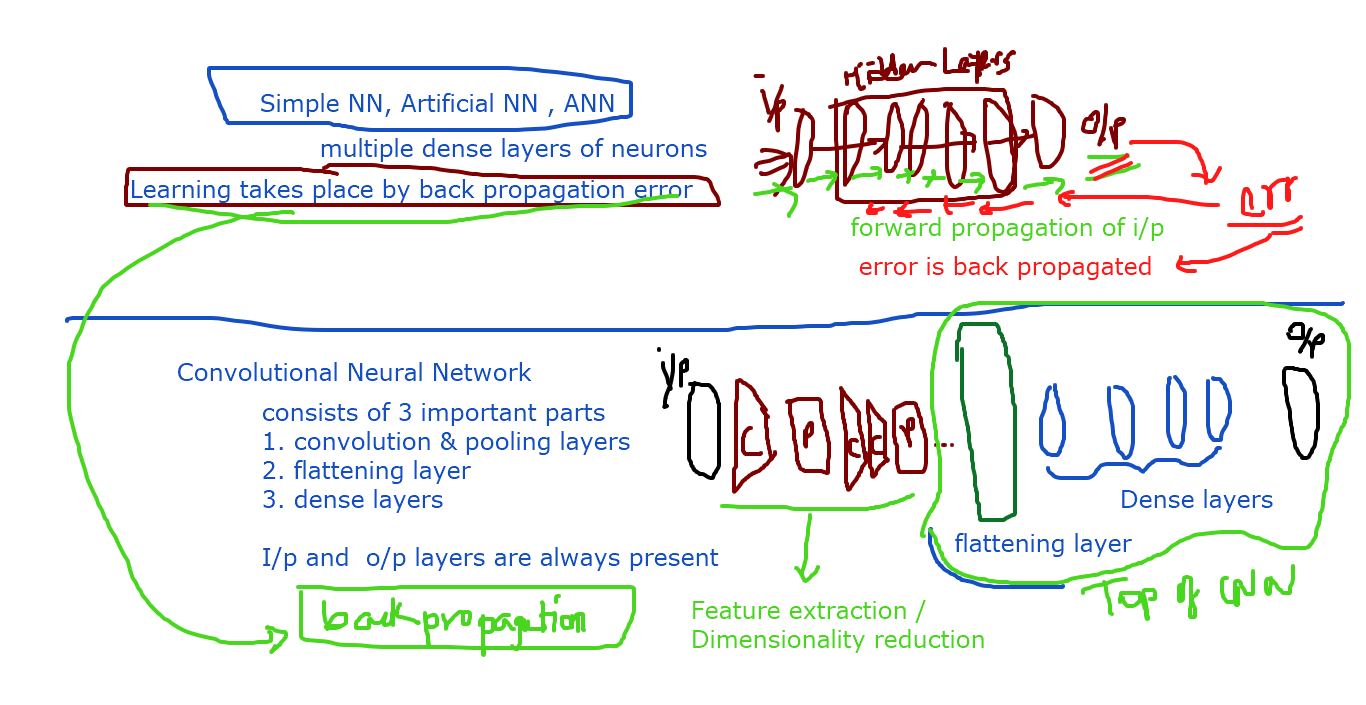 Hidden Layers
i/p
Simple NN, Artificial NN , ANN
o/p
multiple dense layers of neurons
Learning takes place by back propagation error
err
forward propagation of i/p
error is back propagated
o/p
i/p
Convolutional Neural Network
consists of 3 important parts
1. convolution & pooling layers
2. flattening layer
3. dense layers
C P C C P ...
Dense layers
flattening layer
I/p and  o/p layers are always present
Top of CNN
back propagation
Feature extraction /
Dimensionality reduction